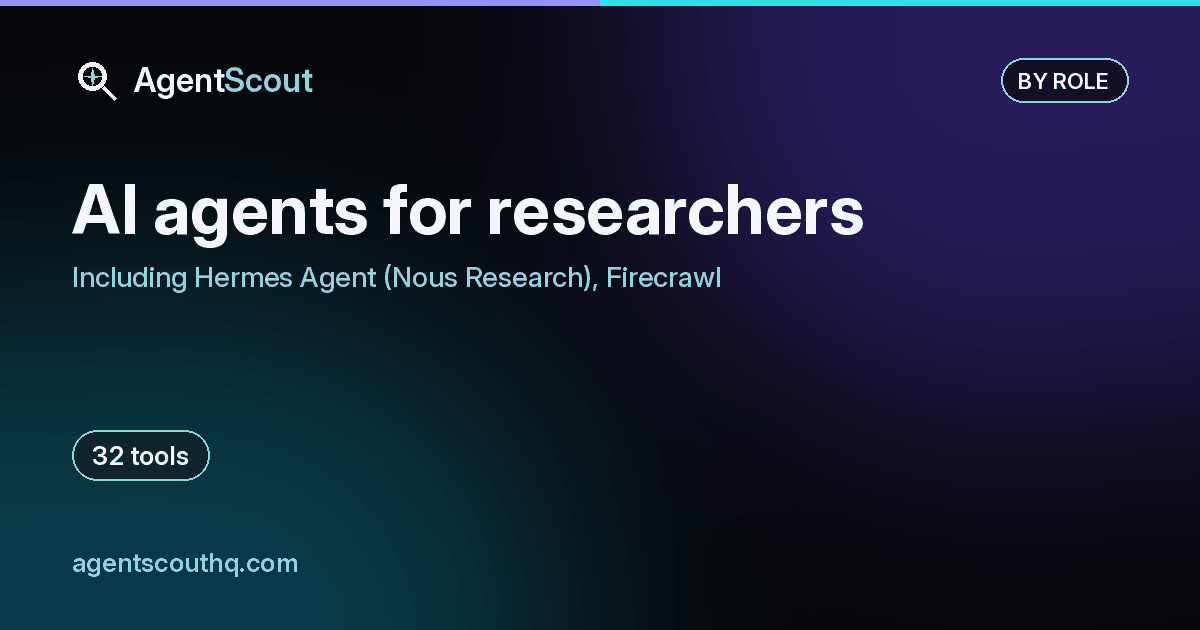 AgentScout
BY ROLE
AI agents for researchers
Including Hermes Agent (Nous Research), Firecrawl
32 tools
agentscouthq.com